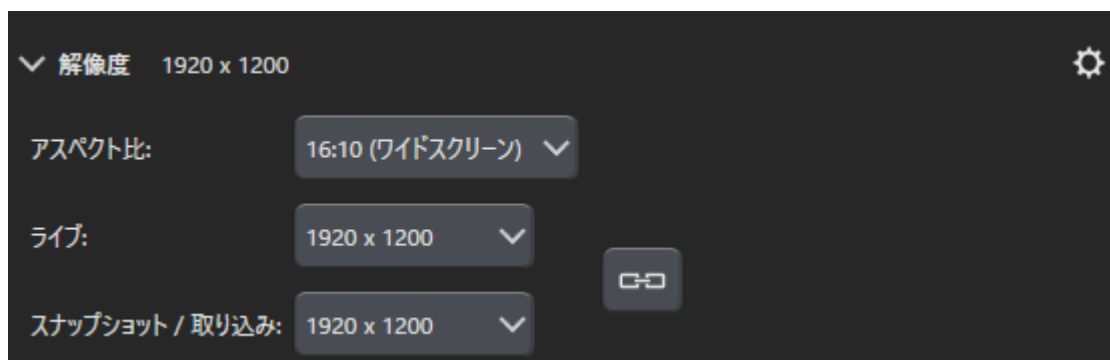 解像度 1920 x 1200
アスペクト比: 16:10 (ワイドスクリーン)
ライブ: 1920 x 1200
スナップショット / 取り込み: 1920 x 1200